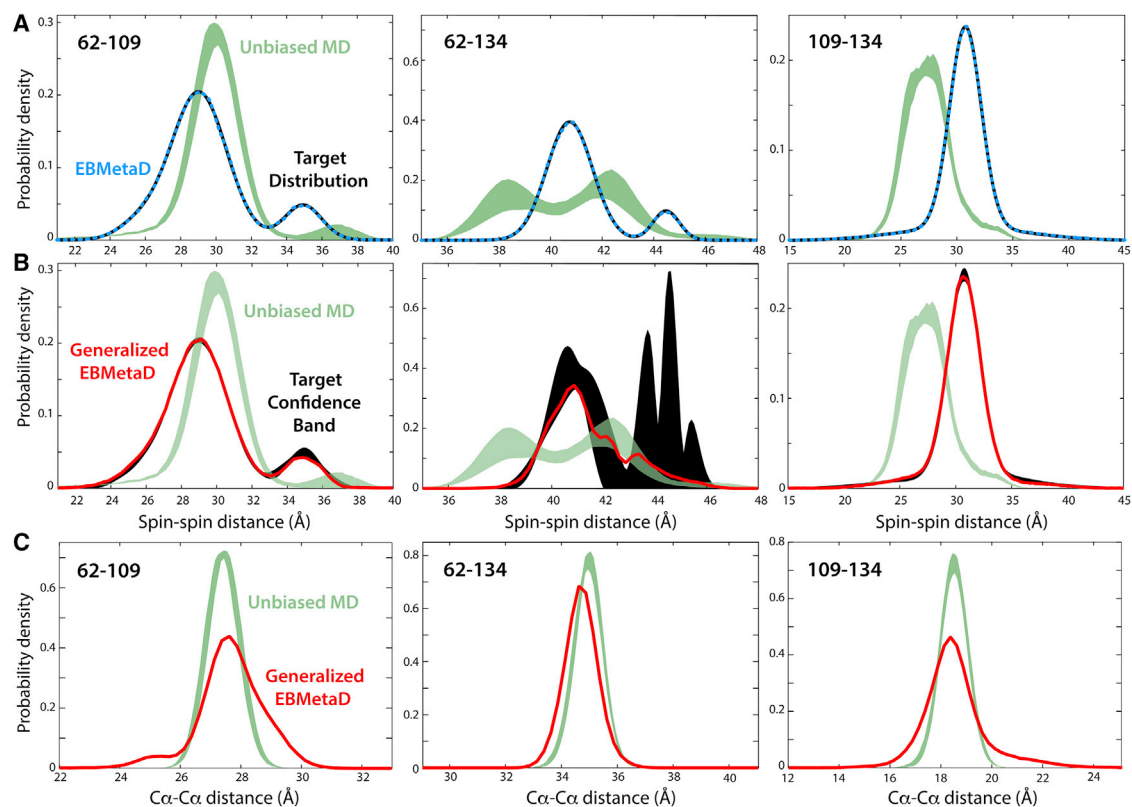 A
62-109
Unbiased MD
EBMetaD
Target
Distribution
Probability density
0.3
0.2
0.1
0
22 24 26 28 30 32 34 36 38 40
62-134
0.6
0.4
0.2
0
36 38 40 42 44 46 48
109-134
0.2
0.1
0
15 20 25 30 35 40 45
B
Unbiased MD
Generalized
EBMetaD
Target
Confidence
Band
Probability density
0.3
0.2
0.1
0
22 24 26 28 30 32 34 36 38 40
Spin-spin distance (Å)
0.6
0.4
0.2
0
36 38 40 42 44 46 48
Spin-spin distance (Å)
0.2
0.1
0
15 20 25 30 35 40 45
Spin-spin distance (Å)
C
62-109
Unbiased MD
Generalized
EBMetaD
Probability density
0.6
0.4
0.2
0
22 24 26 28 30 32
Cα-Cα distance (Å)
62-134
0.8
0.6
0.4
0.2
0
30 32 34 36 38 40
Cα-Cα distance (Å)
109-134
0.8
0.6
0.4
0.2
0
12 14 16 18 20 22 24
Cα-Cα distance (Å)